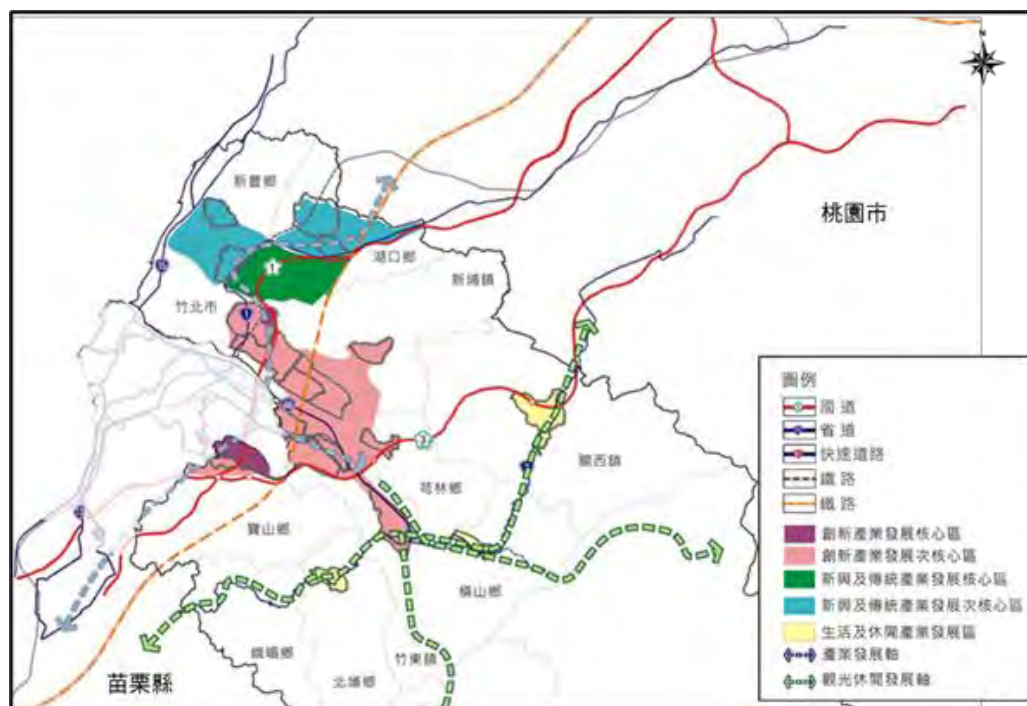 新豐鄉
桃園市
湖口鄉
新埔鎮
15
1
竹北市
1
3
關西鎮
芎林鄉
寶山鄉
橫山鄉
峨嵋鄉
竹東鎮
苗栗縣
北埔鄉
圖例
國道
省道
快速道路
鐵路
鐵路
創新產業發展核心區
創新產業發展次核心區
新興及傳統產業發展核心區
新興及傳統產業發展次核心區
生活及休閒產業發展區
產業發展軸
觀光休閒發展軸